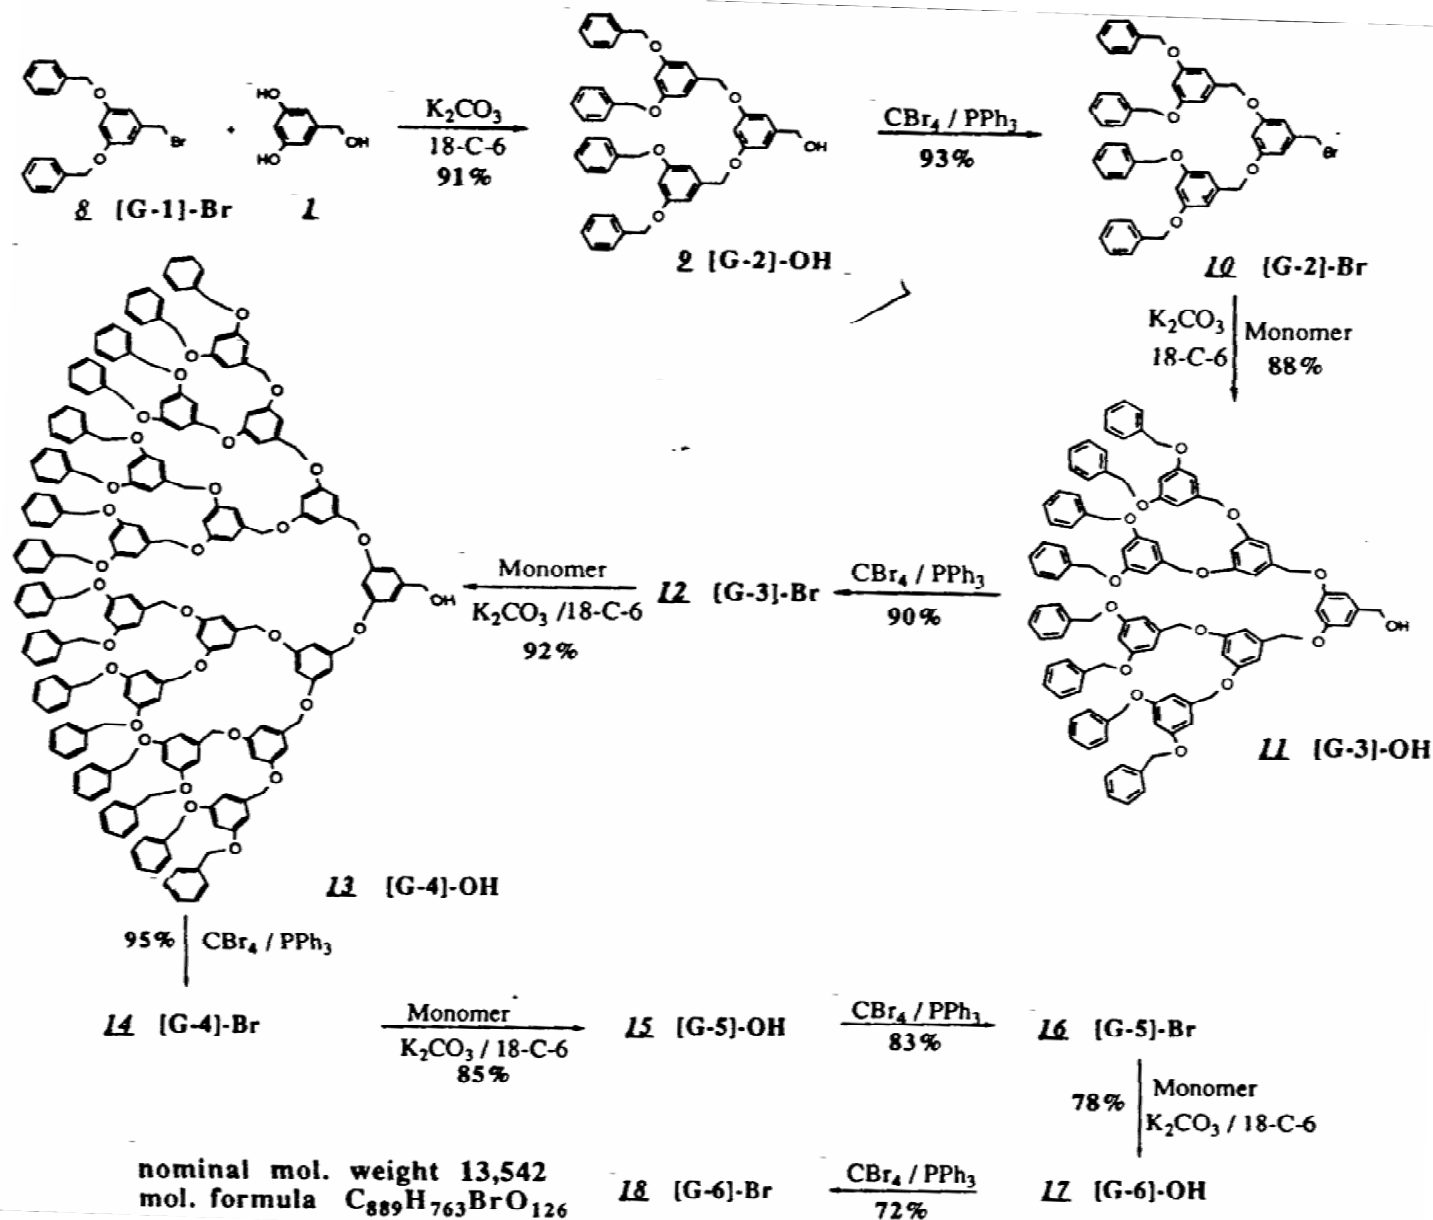 HO
HO
OH
Br
K2CO3
18-C-6
91%
8 [G-1]-Br
+
1
OH
9 [G-2]-OH
CBr4 / PPh3
93%
Br
10 [G-2]-Br
K2CO3
18-C-6
Monomer
88%
OH
11 [G-3]-OH
CBr4 / PPh3
90%
12 [G-3]-Br
Monomer
K2CO3 /18-C-6
92%
OH
13 [G-4]-OH
95%
CBr4 / PPh3
14 [G-4]-Br
Monomer
K2CO3 / 18-C-6
85%
15 [G-5]-OH
CBr4 / PPh3
83%
16 [G-5]-Br
78%
Monomer
K2CO3 / 18-C-6
17 [G-6]-OH
CBr4 / PPh3
72%
18 [G-6]-Br
nominal mol. weight 13,542
mol. formula C889H763BrO126